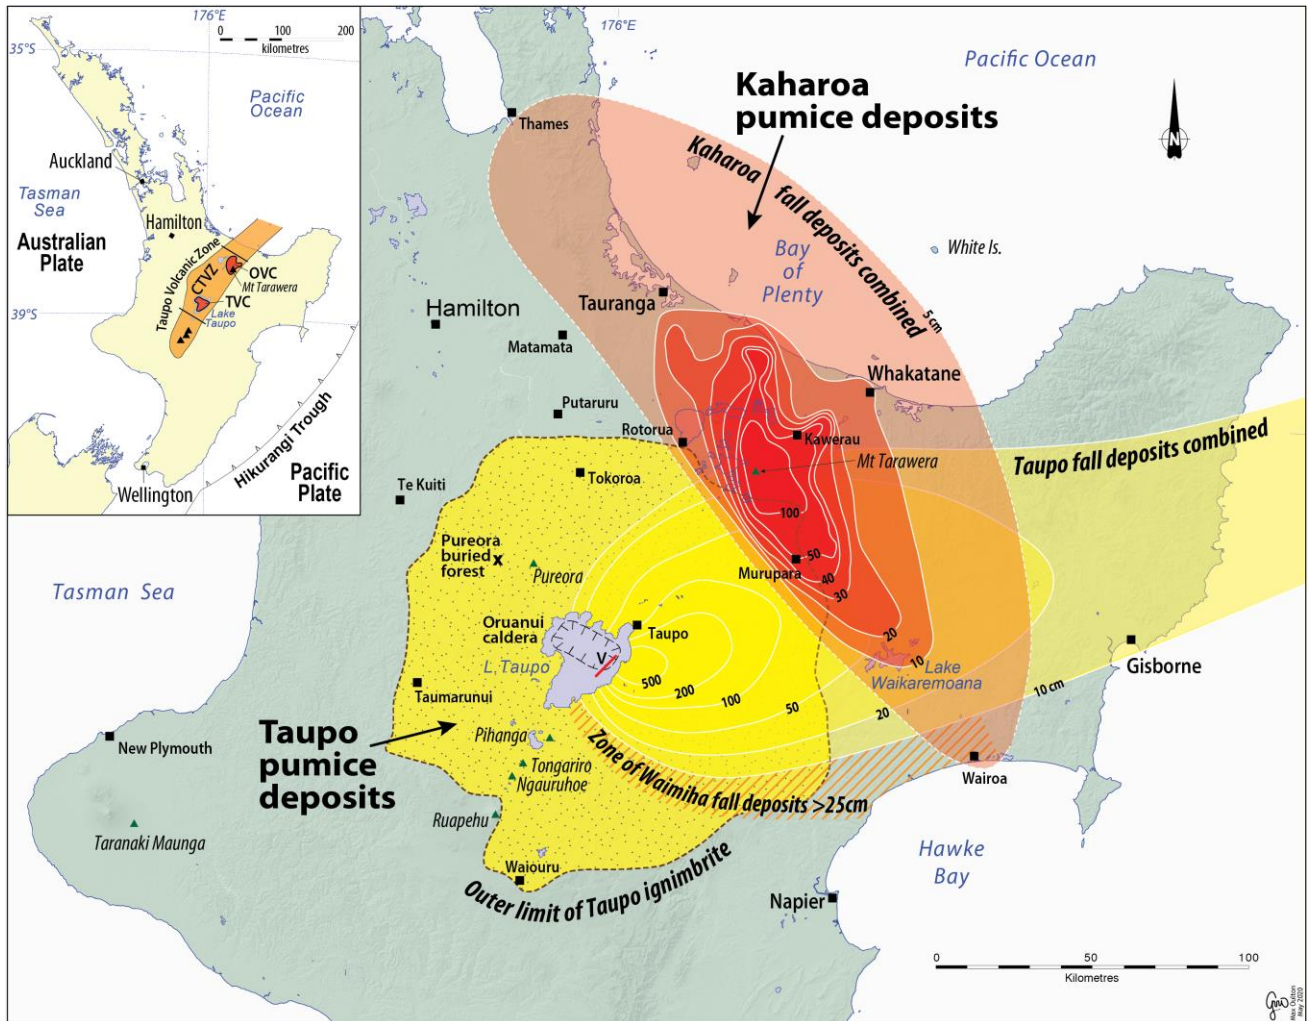 176°E
0 100 200
kilometres
35°S
Pacific
Ocean
Auckland
Tasman
Sea
Hamilton
Australian
Plate
Taupo Volcanic Zone
CTVZ
OVC
Mt Tarawera
TVC
Lake
Taupo
39°S
Hikurangi Trough
Pacific
Plate
Wellington
176°E
Pacific Ocean
Kaharoa
pumice deposits
N
Thames
Kaharoa fall deposits combined
5 cm
Bay
of
Plenty
White Is.
Tauranga
Hamilton
Matamata
Whakatane
Putaruru
Rotorua
Kawerau
Mt Tarawera
Taupo fall deposits combined
Tokoroa
Te Kuiti
100
50
40
30
20
10
Pureora
buried
forest
x
Pureora
Murupara
Tasman Sea
Oruanui
caldera
Taupo
V
L.Taupo
500
200
100
50
20
10 cm
Lake
Waikaremoana
Gisborne
Taumarunui
Taupo
pumice
deposits
New Plymouth
Pihanga
Tongariro
Ngauruhoe
Zone of Waimiha fall deposits >25cm
Wairoa
Ruapehu
Taranaki Maunga
Waiouru
Outer limit of Taupo ignimbrite
Hawke
Bay
Napier
0 50 100
Kilometres
Max Oulton
May 2020